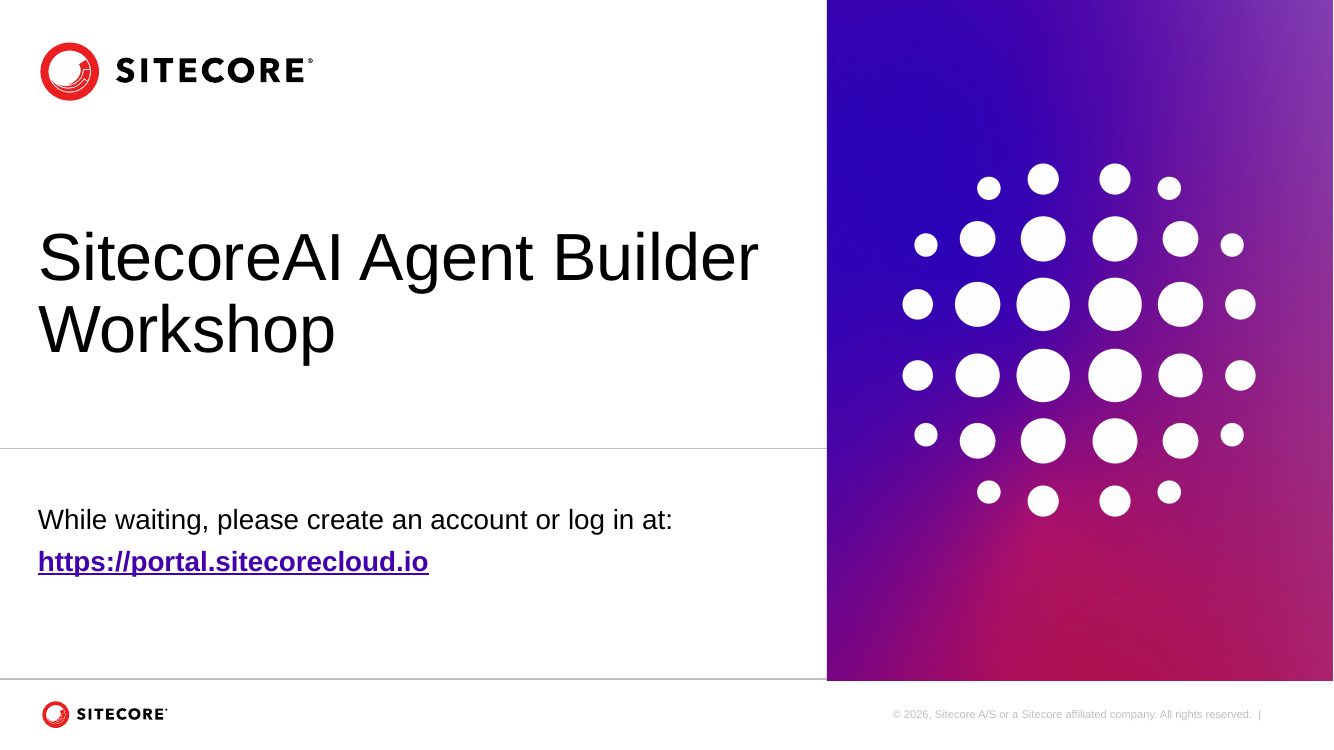 SITECORE®
SitecoreAI Agent Builder
Workshop
While waiting, please create an account or log in at:
https://portal.sitecorecloud.io
SITECORE
© 2026, Sitecore A/S or a Sitecore affiliated company. All rights reserved. |